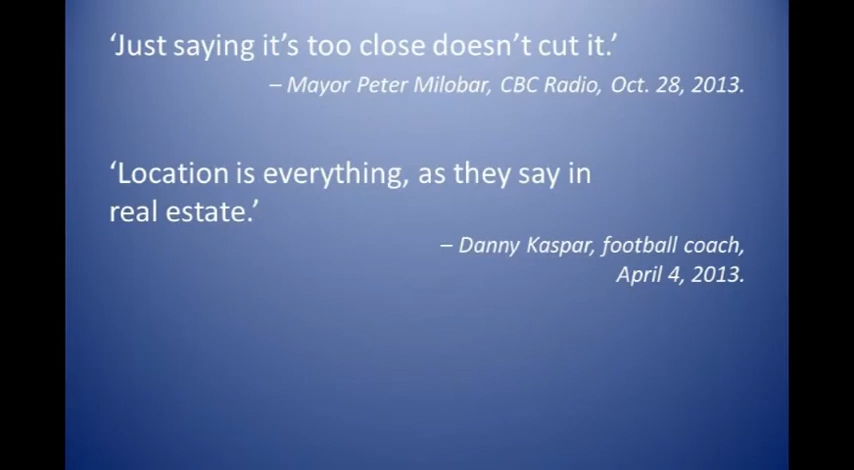 ‘Just saying it’s too close doesn’t cut it.’
– Mayor Peter Milobar, CBC Radio, Oct. 28, 2013.
‘Location is everything, as they say in
real estate.’
– Danny Kaspar, football coach,
April 4, 2013.